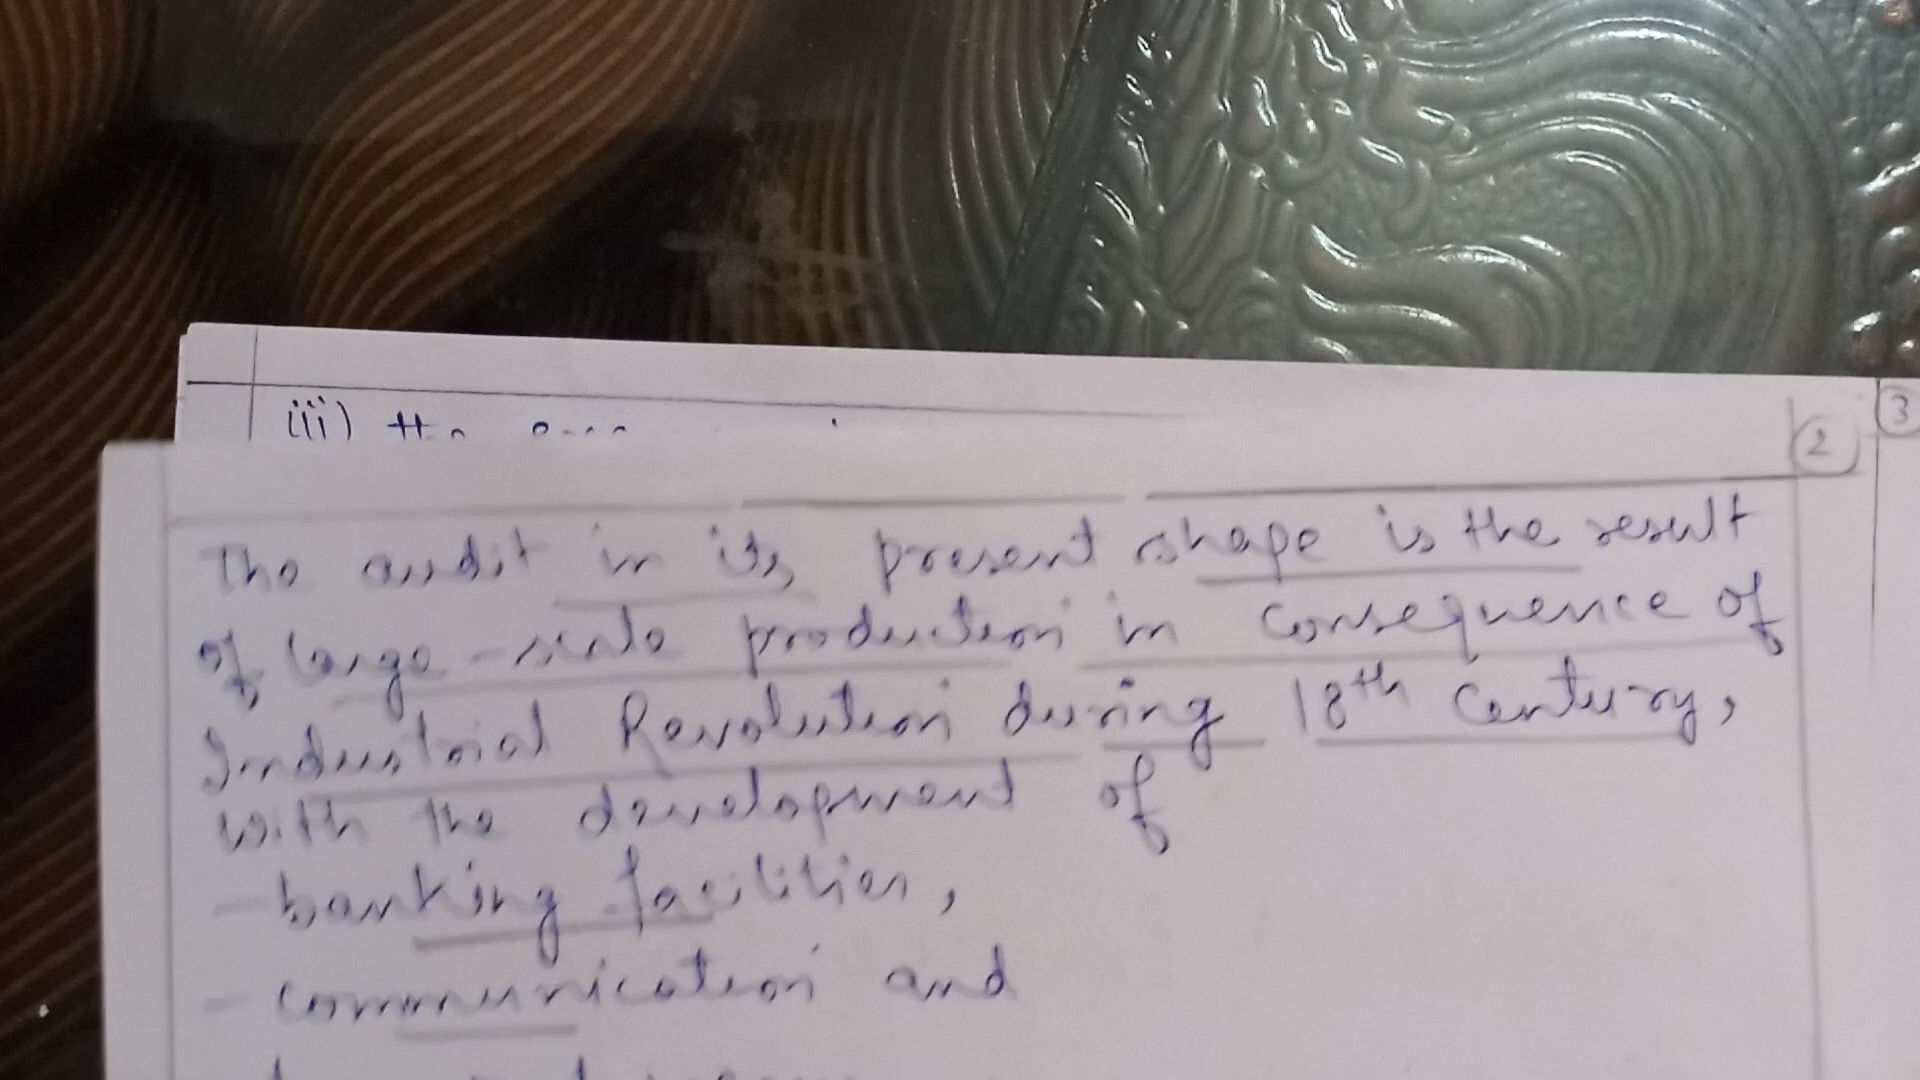 3
(iii) the
2
The audit in its present shape is the result
of large-scale production in consequence of
Industrial Revolution during 18th Century,
with the development of
- banking facilities,
- communication and